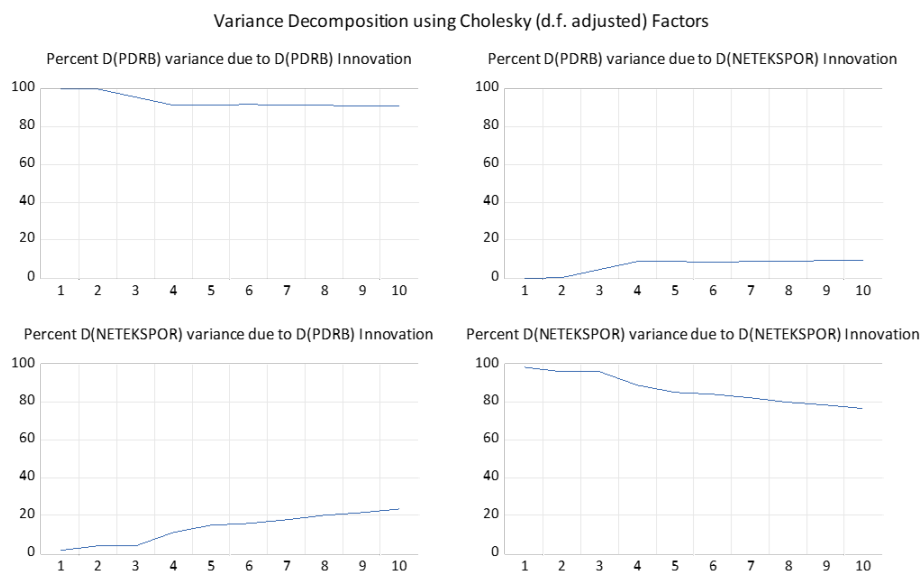 Variance Decomposition using Cholesky (d.f. adjusted) Factors
Percent D(PDRB) variance due to D(PDRB) Innovation
100
80
60
40
20
0
1 2 3 4 5 6 7 8 9 10
Percent D(PDRB) variance due to D(NETEKSPOR) Innovation
100
80
60
40
20
0
1 2 3 4 5 6 7 8 9 10
Percent D(NETEKSPOR) variance due to D(PDRB) Innovation
100
80
60
40
20
0
1 2 3 4 5 6 7 8 9 10
Percent D(NETEKSPOR) variance due to D(NETEKSPOR) Innovation
100
80
60
40
20
0
1 2 3 4 5 6 7 8 9 10